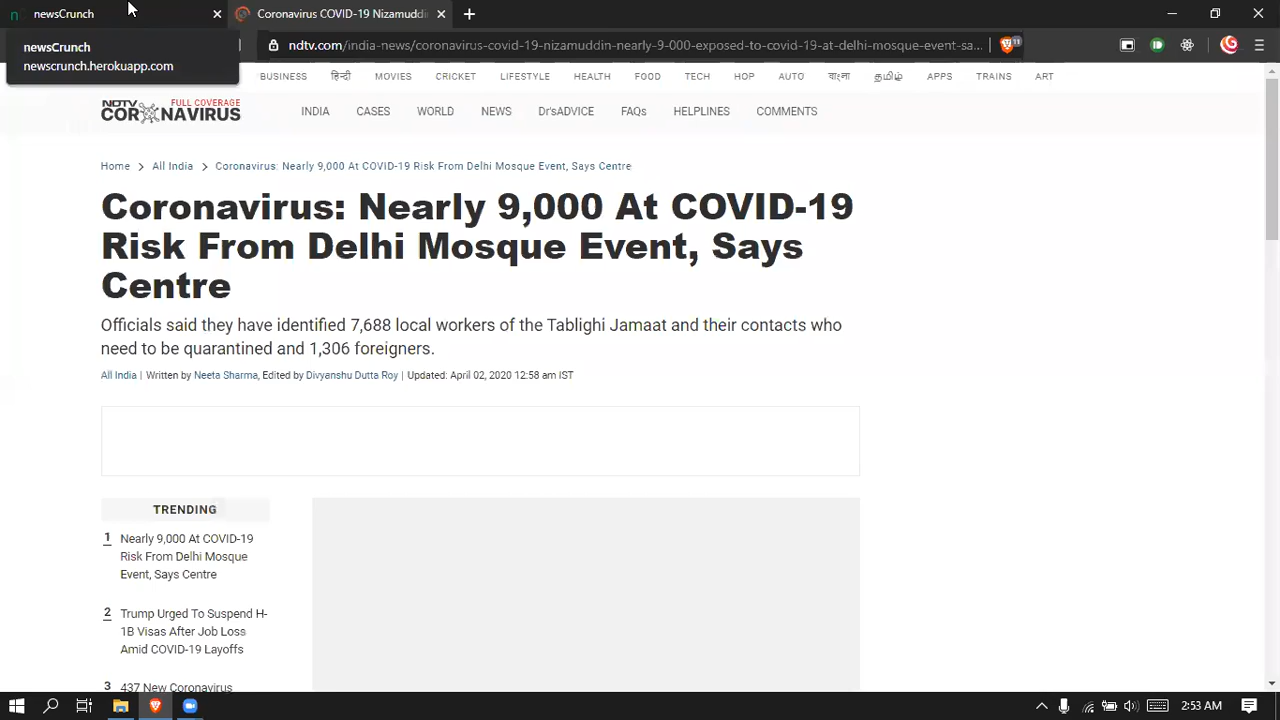 newsCrunch
Coronavirus COVID-19 Nizamuddin
newsCrunch
newscrunch.herokuapp.com
ndtv.com/india-news/coronavirus-covid-19-nizamuddin-nearly-9-000-exposed-to-covid-19-at-delhi-mosque-event-sa...
11
BUSINESS हिन्दी MOVIES CRICKET LIFESTYLE HEALTH FOOD TECH HOP AUTO বাংলা தமிழ் APPS TRAINS ART
NDTV FULL COVERAGE
CORONAVIRUS
INDIA CASES WORLD NEWS Dr'sADVICE FAQs HELPLINES COMMENTS
Home > All India > Coronavirus: Nearly 9,000 At COVID-19 Risk From Delhi Mosque Event, Says Centre
Coronavirus: Nearly 9,000 At COVID-19
Risk From Delhi Mosque Event, Says
Centre
Officials said they have identified 7,688 local workers of the Tablighi Jamaat and their contacts who
need to be quarantined and 1,306 foreigners.
All India | Written by Neeta Sharma, Edited by Divyanshu Dutta Roy | Updated: April 02, 2020 12:58 am IST
TRENDING
1 Nearly 9,000 At COVID-19
Risk From Delhi Mosque
Event, Says Centre
2 Trump Urged To Suspend H-
1B Visas After Job Loss
Amid COVID-19 Layoffs
3 437 New Coronavirus
2:53 AM